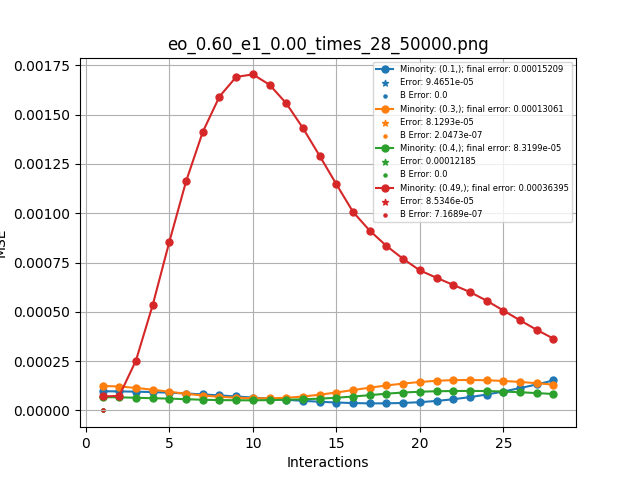 eo_0.60_e1_0.00_times_28_50000.png
0.00175
0.00150
0.00125
0.00100
0.00075
0.00050
0.00025
0.00000
MSE
Minority: (0.1,); final error: 0.00015209
Error: 9.4651e-05
B Error: 0.0
Minority: (0.3,); final error: 0.00013061
Error: 8.1293e-05
B Error: 2.0473e-07
Minority: (0.4,); final error: 8.3199e-05
Error: 0.00012185
B Error: 0.0
Minority: (0.49,); final error: 0.00036395
Error: 8.5346e-05
B Error: 7.1689e-07
0 5 10 15 20 25
Interactions